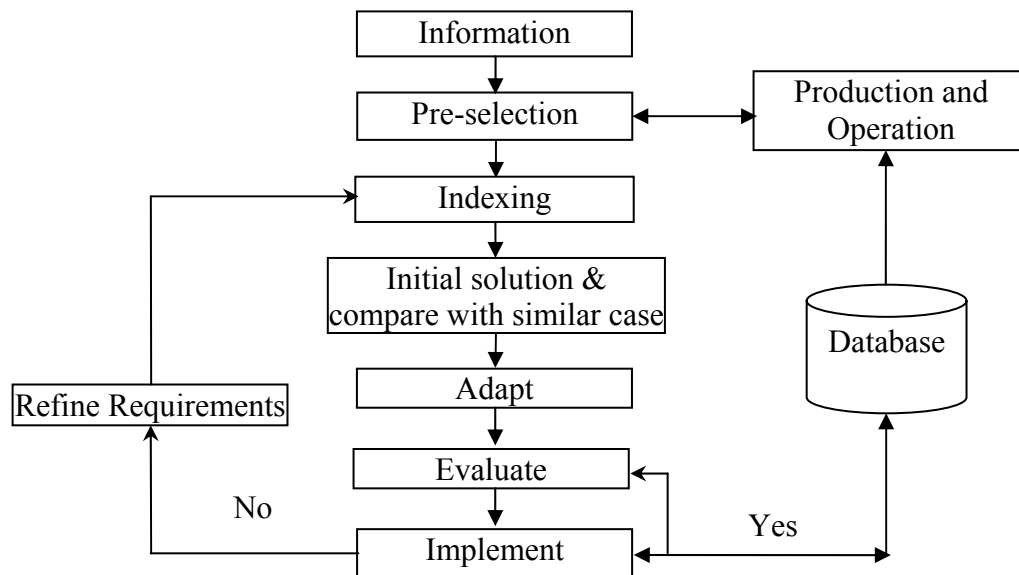 Information
Pre-selection
Production and
Operation
Indexing
Initial solution &
compare with similar case
Database
Adapt
Refine Requirements
Evaluate
No
Yes
Implement